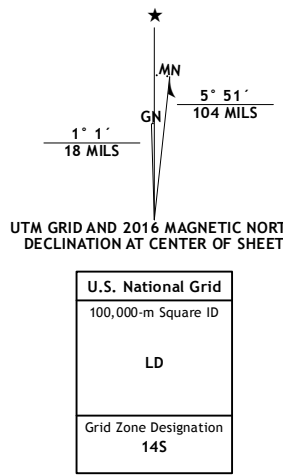 MN
GN
5° 51´
104 MILS
1° 1´
18 MILS
UTM GRID AND 2016 MAGNETIC NORT
DECLINATION AT CENTER OF SHEET
U.S. National Grid
100,000-m Square ID
LD
Grid Zone Designation
14S